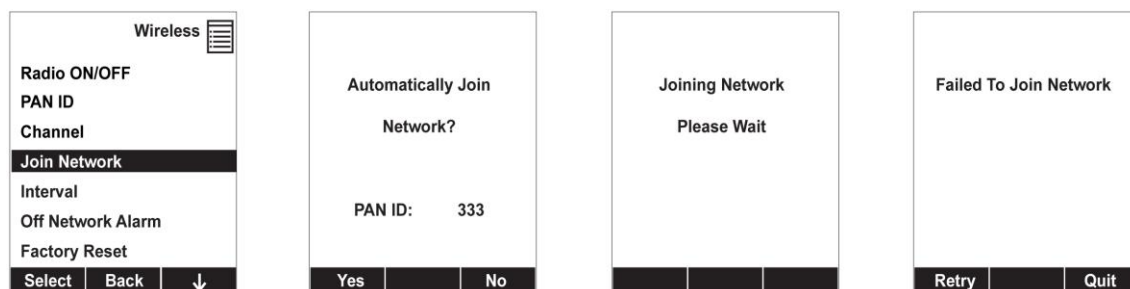 Wireless
Radio ON/OFF
PAN ID
Channel
Join Network
Interval
Off Network Alarm
Factory Reset
Select Back ↓
Automatically Join
Network?
PAN ID: 333
Yes No
Joining Network
Please Wait
Failed To Join Network
Retry Quit